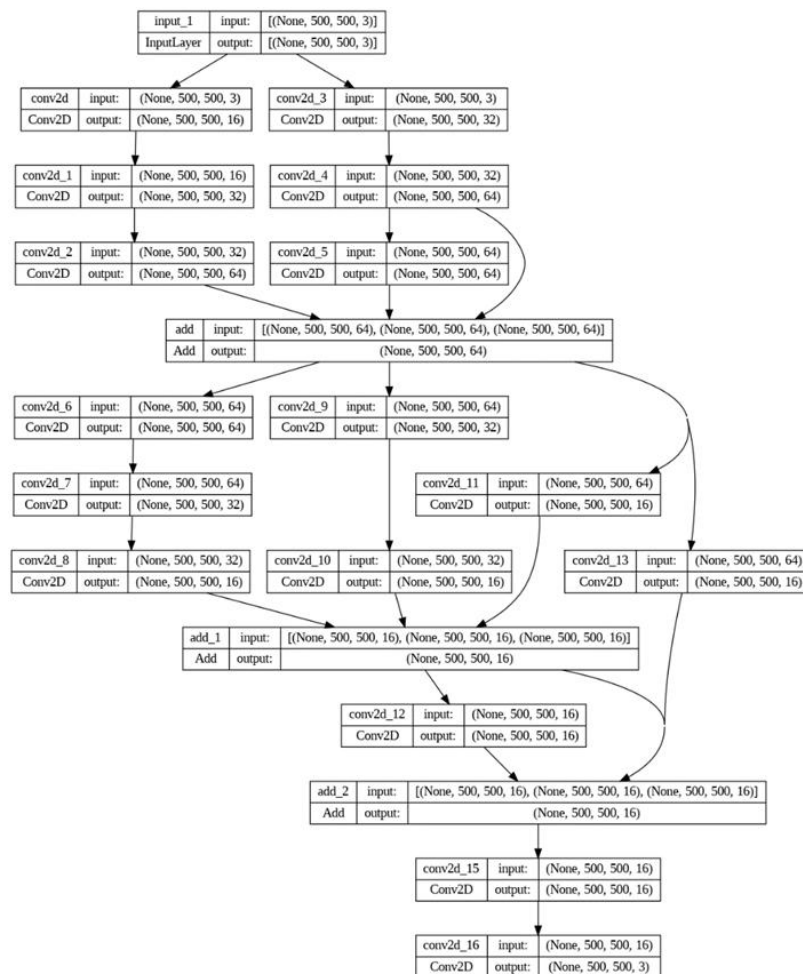 input_1 input: [(None, 500, 500, 3)]
InputLayer output: [(None, 500, 500, 3)]
conv2d input: (None, 500, 500, 3)
Conv2D output: (None, 500, 500, 16)
conv2d_3 input: (None, 500, 500, 3)
Conv2D output: (None, 500, 500, 32)
conv2d_1 input: (None, 500, 500, 16)
Conv2D output: (None, 500, 500, 32)
conv2d_4 input: (None, 500, 500, 32)
Conv2D output: (None, 500, 500, 64)
conv2d_2 input: (None, 500, 500, 32)
Conv2D output: (None, 500, 500, 64)
conv2d_5 input: (None, 500, 500, 64)
Conv2D output: (None, 500, 500, 64)
add input: [(None, 500, 500, 64), (None, 500, 500, 64), (None, 500, 500, 64)]
Add output: (None, 500, 500, 64)
conv2d_6 input: (None, 500, 500, 64)
Conv2D output: (None, 500, 500, 64)
conv2d_9 input: (None, 500, 500, 64)
Conv2D output: (None, 500, 500, 32)
conv2d_7 input: (None, 500, 500, 64)
Conv2D output: (None, 500, 500, 32)
conv2d_11 input: (None, 500, 500, 64)
Conv2D output: (None, 500, 500, 16)
conv2d_8 input: (None, 500, 500, 32)
Conv2D output: (None, 500, 500, 16)
conv2d_10 input: (None, 500, 500, 32)
Conv2D output: (None, 500, 500, 16)
conv2d_13 input: (None, 500, 500, 64)
Conv2D output: (None, 500, 500, 16)
add_1 input: [(None, 500, 500, 16), (None, 500, 500, 16), (None, 500, 500, 16)]
Add output: (None, 500, 500, 16)
conv2d_12 input: (None, 500, 500, 16)
Conv2D output: (None, 500, 500, 16)
add_2 input: [(None, 500, 500, 16), (None, 500, 500, 16), (None, 500, 500, 16)]
Add output: (None, 500, 500, 16)
conv2d_15 input: (None, 500, 500, 16)
Conv2D output: (None, 500, 500, 16)
conv2d_16 input: (None, 500, 500, 16)
Conv2D output: (None, 500, 500, 3)